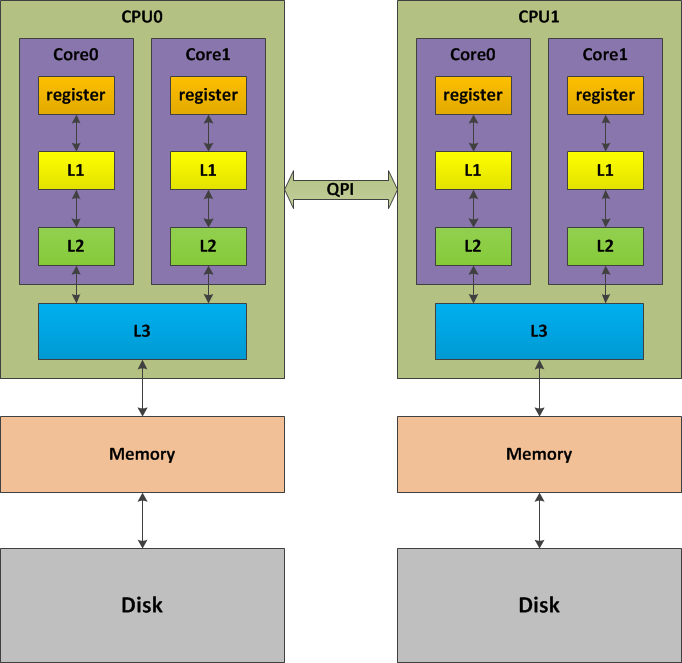 CPU0
Core0
Core1
register
register
L1
L1
L2
L2
L3
Memory
Disk
QPI
CPU1
Core0
Core1
register
register
L1
L1
L2
L2
L3
Memory
Disk